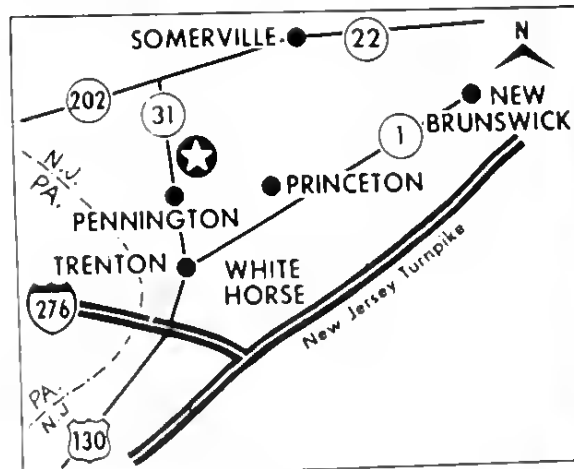 SOMERVILLE
22
N
202
31
1
NEW
BRUNSWICK
N.J.
PA.
PRINCETON
PENNINGTON
TRENTON
WHITE
HORSE
276
New Jersey Turnpike
PA.
N.J.
130